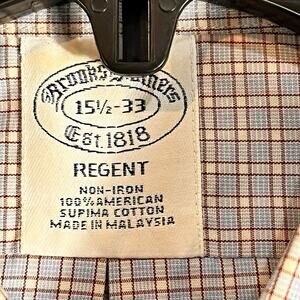 Brooks Brothers
15½-33
Est. 1818
REGENT
NON-IRON
100% AMERICAN
SUPIMA COTTON
MADE IN MALAYSIA